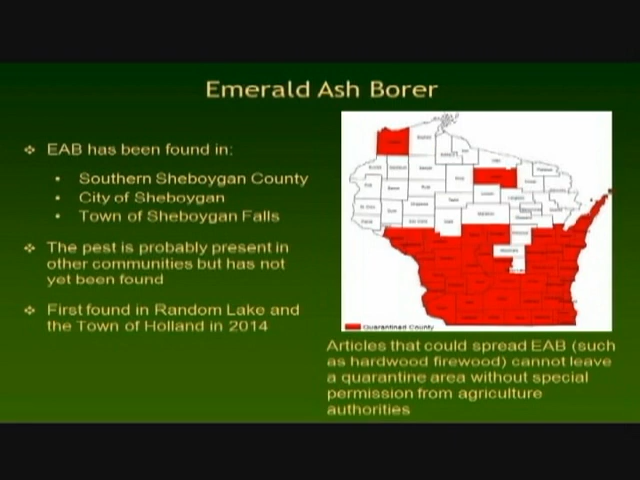 Emerald Ash Borer
❖ EAB has been found in:
• Southern Sheboygan County
• City of Sheboygan
• Town of Sheboygan Falls
❖ The pest is probably present in
other communities but has not
yet been found
❖ First found in Random Lake and
the Town of Holland in 2014
Quarantined County
Articles that could spread EAB (such
as hardwood firewood) cannot leave
a quarantine area without special
permission from agriculture
authorities